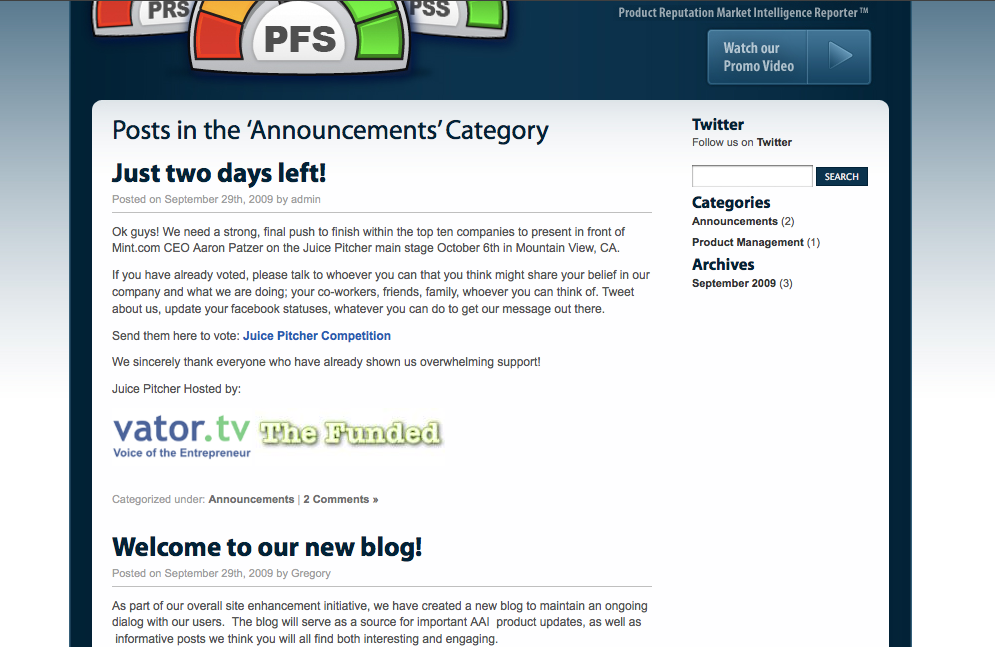 PRS
PFS
PSS
Product Reputation Market Intelligence Reporter™
Watch our
Promo Video
Posts in the ‘Announcements’ Category
Just two days left!
Posted on September 29th, 2009 by admin
Ok guys! We need a strong, final push to finish within the top ten companies to present in front of
Mint.com CEO Aaron Patzer on the Juice Pitcher main stage October 6th in Mountain View, CA.
If you have already voted, please talk to whoever you can that you think might share your belief in our
company and what we are doing; your co-workers, friends, family, whoever you can think of. Tweet
about us, update your facebook statuses, whatever you can do to get our message out there.
Send them here to vote: Juice Pitcher Competition
We sincerely thank everyone who have already shown us overwhelming support!
Juice Pitcher Hosted by:
vator.tv The Funded
Voice of the Entrepreneur
Categorized under: Announcements | 2 Comments »
Welcome to our new blog!
Posted on September 29th, 2009 by Gregory
As part of our overall site enhancement initiative, we have created a new blog to maintain an ongoing
dialog with our users.  The blog will serve as a source for important AAI  product updates, as well as
informative posts we think you will all find both interesting and engaging.
Twitter
Follow us on Twitter
SEARCH
Categories
Announcements (2)
Product Management (1)
Archives
September 2009 (3)